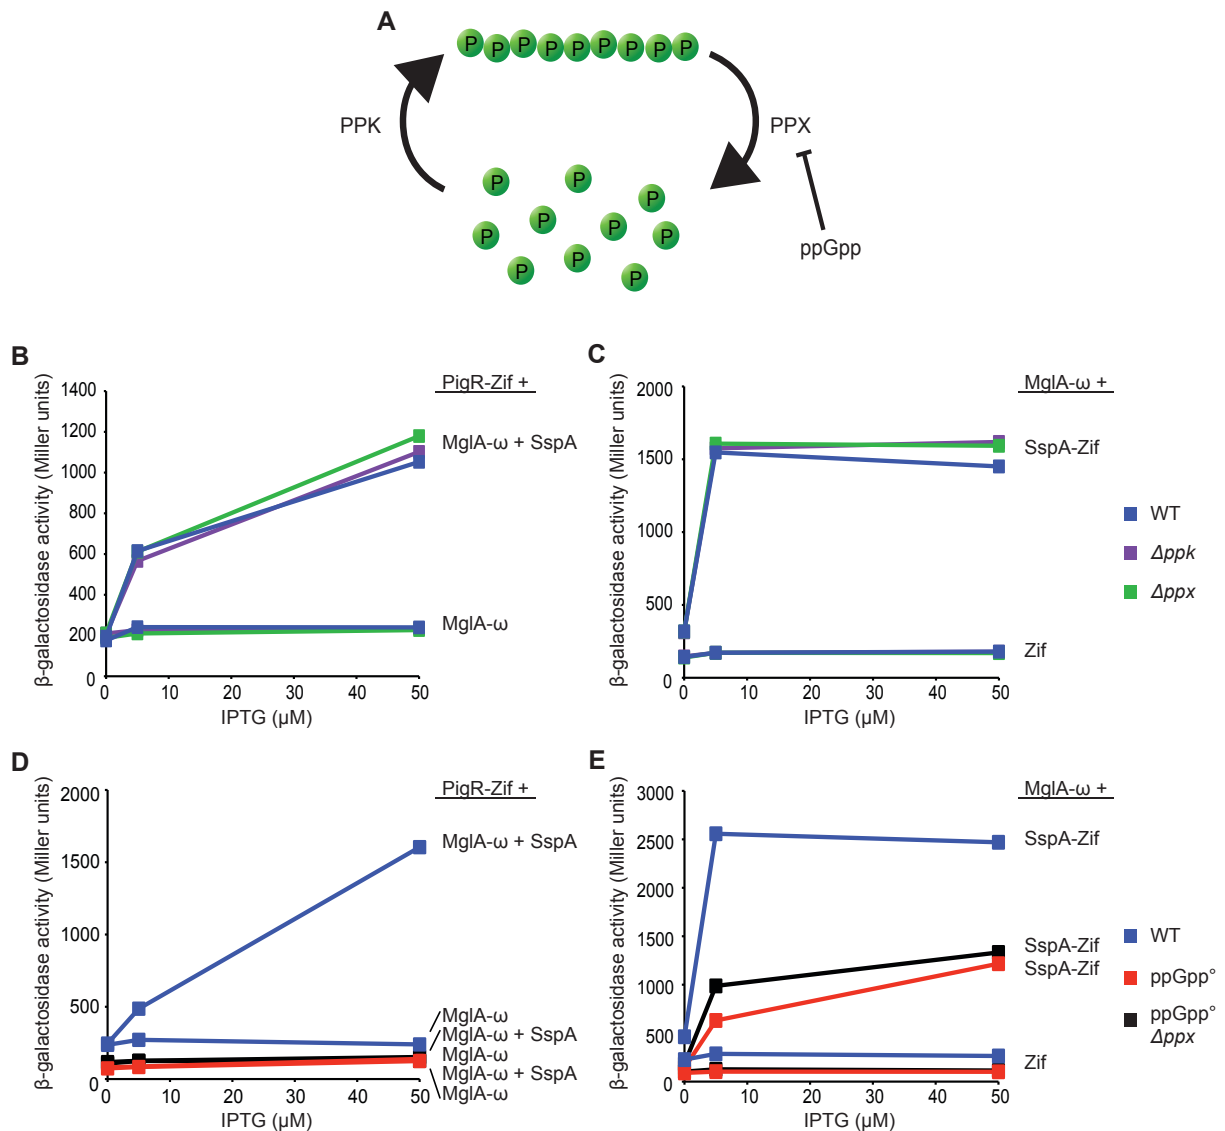 A
P P P P P P P P P
PPK
PPX
P P P
P P P P
P P P
ppGpp
B
PigR-Zif +
β-galactosidase activity (Miller units)
1400
1200
1000
800
600
400
200
0
0 10 20 30 40 50
IPTG (μM)
MglA-ω + SspA
MglA-ω
C
MglA-ω +
β-galactosidase activity (Miller units)
2000
1500
1000
500
0
0 10 20 30 40 50
IPTG (μM)
SspA-Zif
Zif
WT
Δppk
Δppx
D
PigR-Zif +
β-galactosidase activity (Miller units)
2000
1500
1000
500
0
0 10 20 30 40 50
IPTG (μM)
MglA-ω + SspA
MglA-ω
MglA-ω + SspA
MglA-ω
MglA-ω + SspA
MglA-ω
E
MglA-ω +
β-galactosidase activity (Miller units)
3000
2500
2000
1500
1000
500
0
0 10 20 30 40 50
IPTG (μM)
SspA-Zif
SspA-Zif
SspA-Zif
Zif
WT
ppGpp°
ppGpp°
Δppx